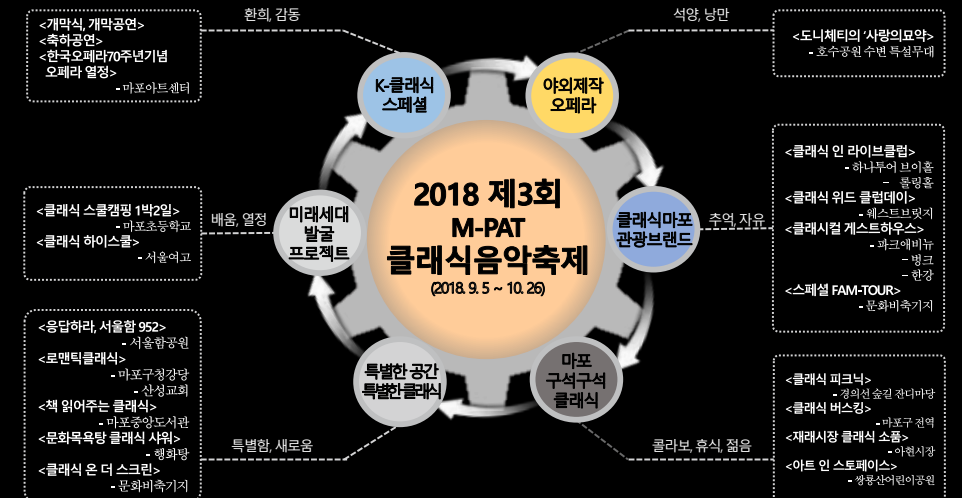 환희, 감동
<개막식, 개막공연>
<축하공연>
<한국오페라70주년기념
오페라 열정>
- 마포아트센터
K-클래식
스페셜
석양, 낭만
<도니체티의 ‘사랑의묘약>
- 호수공원 수변 특설무대
야외제작
오페라
<클래식 인 라이브클럽>
- 하나투어 브이홀
- 롤링홀
<클래식 위드 클럽데이>
- 웨스트브릿지
<클래시컬 게스트하우스>
- 파크애비뉴
- 벙크
- 한강
<스페셜 FAM-TOUR>
- 문화비축기지
추억, 자유
클래식마포
관광브랜드
2018 제3회
M-PAT
클래식음악축제
(2018. 9. 5 ~ 10. 26)
<클래식 스쿨캠핑 1박2일>
- 마포초등학교
<클래식 하이스쿨>
- 서울여고
배움, 열정
미래세대
발굴
프로젝트
<응답하라, 서울함 952>
- 서울함공원
<로맨틱클래식>
- 마포구청강당
- 산성교회
<책 읽어주는 클래식>
- 마포중앙도서관
<문화목욕탕 클래식 샤워>
- 행화탕
<클래식 온 더 스크린>
- 문화비축기지
특별함, 새로움
특별한 공간
특별한클래식
마포
구석구석
클래식
콜라보, 휴식, 젊음
<클래식 피크닉>
- 경의선 숲길 잔디마당
<클래식 버스킹>
- 마포구 전역
<재래시장 클래식 소품>
- 아현시장
<아트 인 스토페이스>
- 쌍룡산어린이공원